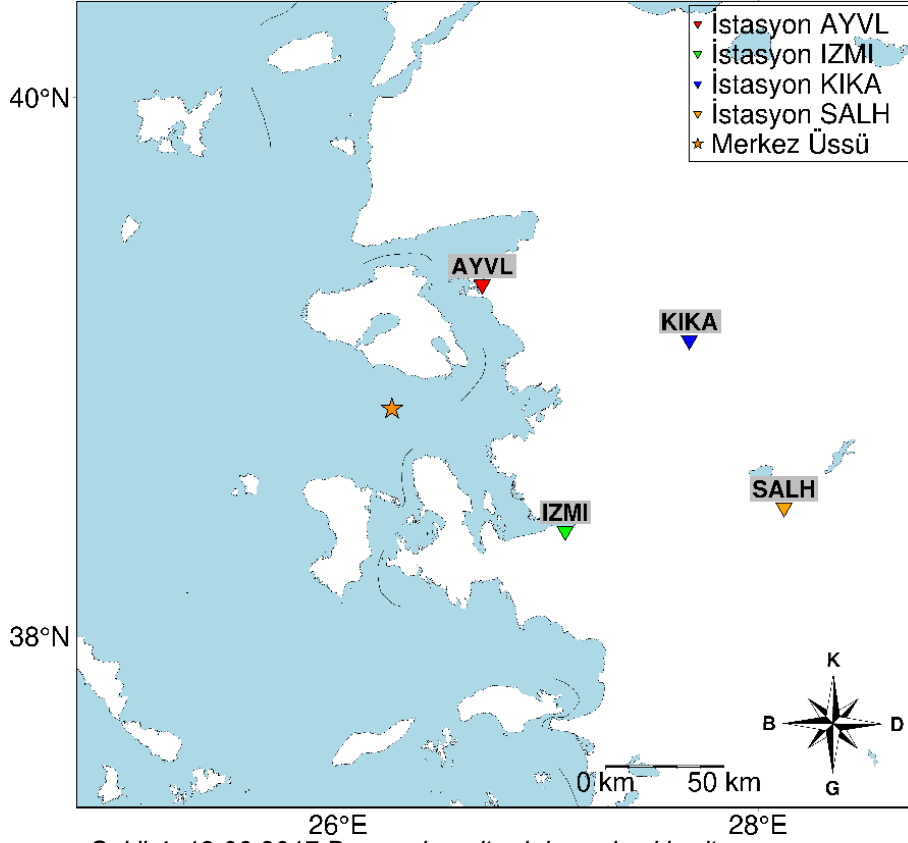 İstasyon AYVL
İstasyon IZMI
İstasyon KIKA
İstasyon SALH
Merkez Üssü
40°N
AYVL
KIKA
SALH
IZMI
38°N
K
B D
G
0 km 50 km
26°E 28°E